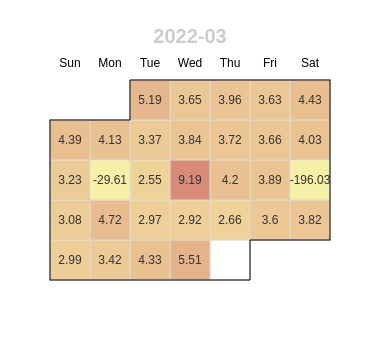 2022-03
Sun Mon Tue Wed Thu Fri Sat
5.19 3.65 3.96 3.63 4.43
4.39 4.13 3.37 3.84 3.72 3.66 4.03
3.23 -29.61 2.55 9.19 4.2 3.89 -196.03
3.08 4.72 2.97 2.92 2.66 3.6 3.82
2.99 3.42 4.33 5.51